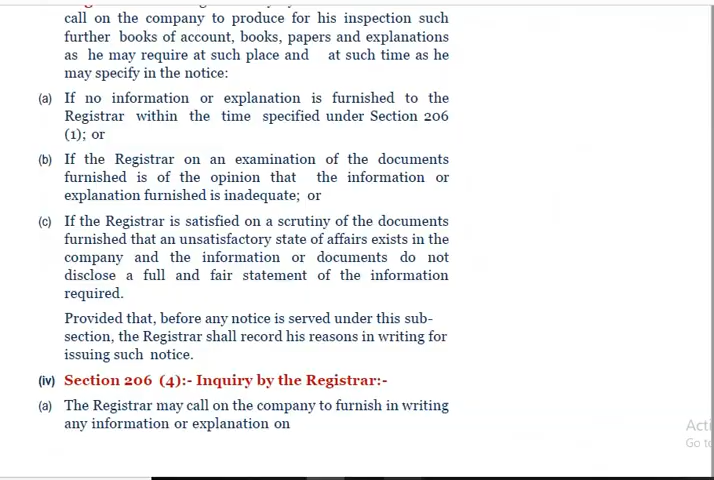 call on the company to produce for his inspection such
further books of account, books, papers and explanations
as he may require at such place and at such time as he
may specify in the notice:
(a) If no information or explanation is furnished to the
Registrar within the time specified under Section 206
(1); or
(b) If the Registrar on an examination of the documents
furnished is of the opinion that the information or
explanation furnished is inadequate; or
(c) If the Registrar is satisfied on a scrutiny of the documents
furnished that an unsatisfactory state of affairs exists in the
company and the information or documents do not
disclose a full and fair statement of the information
required.
Provided that, before any notice is served under this sub-
section, the Registrar shall record his reasons in writing for
issuing such notice.
(iv) Section 206 (4):- Inquiry by the Registrar:-
(a) The Registrar may call on the company to furnish in writing
any information or explanation on
Acti
Go to